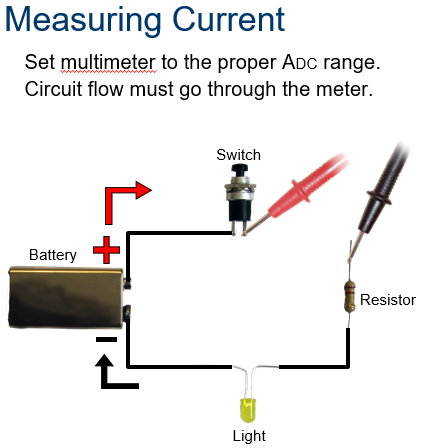 Measuring Current
Set multimeter to the proper ADC range.
Circuit flow must go through the meter.
Switch
Battery
+
Resistor
−
Light